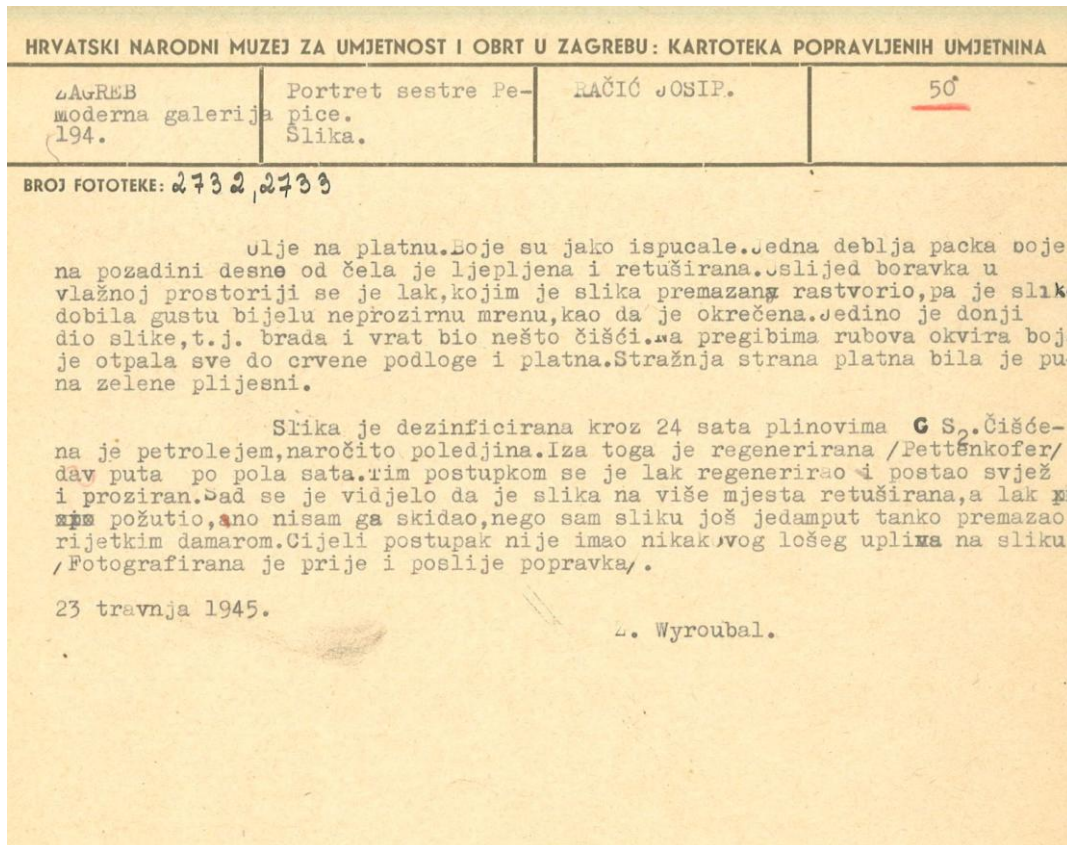 HRVATSKI NARODNI MUZEJ ZA UMJETNOST I OBRT U ZAGREBU: KARTOTEKA POPRAVLJENIH UMJETNINA
ZAGREB
moderna galerija
194.
Portret sestre Pe-
pice.
Slika.
RAČIĆ JOSIP.
50
BROJ FOTOTEKE: 2732,2733
Ulje na platnu.Boje su jako ispucale.Jedna deblja packa boje
na pozadini desno od čela je ljepljena i retuširana.Uslijed boravka u
vlažnoj prostoriji se je lak,kojim je slika premazana rastvorio,pa je slik
dobila gustu bijelu neprozirnu mrenu,kao da je okrečena.Jedino je donji
dio slike,t.j. brada i vrat bio nešto čišći.Na pregibima rubova okvira boj
je otpala sve do crvene podloge i platna.Stražnja strana platna bila je pu
na zelene plijesni.
Slika je dezinficirana kroz 24 sata plinovima C S2.Čišće-
na je petrolejem,naročito poledjina.Iza toga je regenerirana /Pettenkofer/
dav puta po pola sata.Tim postupkom se je lak regenerirao i postao svjež
i proziran.Sad se je vidjelo da je slika na više mjesta retuširana,a lak
požutio,no nisam ga skidao,nego sam sliku još jedamput tanko premazao
rijetkim damarom.Cijeli postupak nije imao nikakovog lošeg upliva na sliku
/Fotografirana je prije i poslije popravka/.
23 travnja 1945.
Z. Wyroubal.